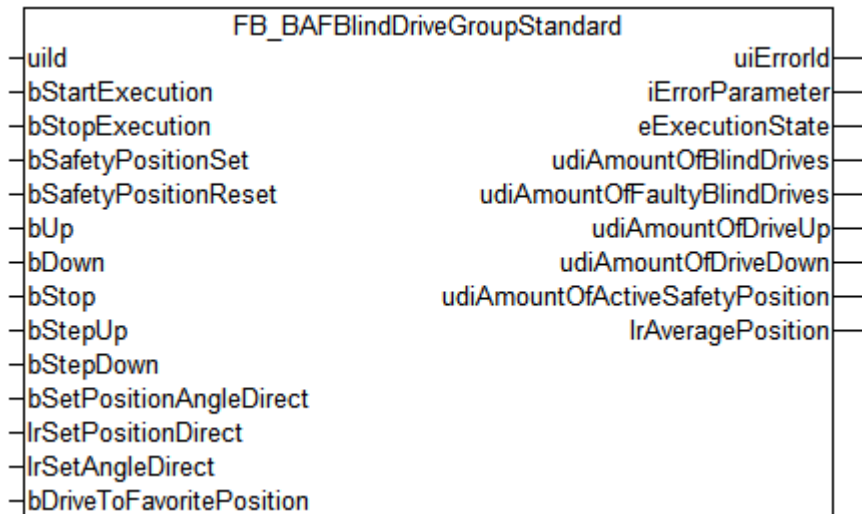 FB_BAFBlindDriveGroupStandard
uiId uiErrorId
bStartExecution iErrorParameter
bStopExecution eExecutionState
bSafetyPositionSet udiAmountOfBlindDrives
bSafetyPositionReset udiAmountOfFaultyBlindDrives
bUp udiAmountOfDriveUp
bDown udiAmountOfDriveDown
bStop udiAmountOfActiveSafetyPosition
bStepUp lrAveragePosition
bStepDown
bSetPositionAngleDirect
lrSetPositionDirect
lrSetAngleDirect
bDriveToFavoritePosition